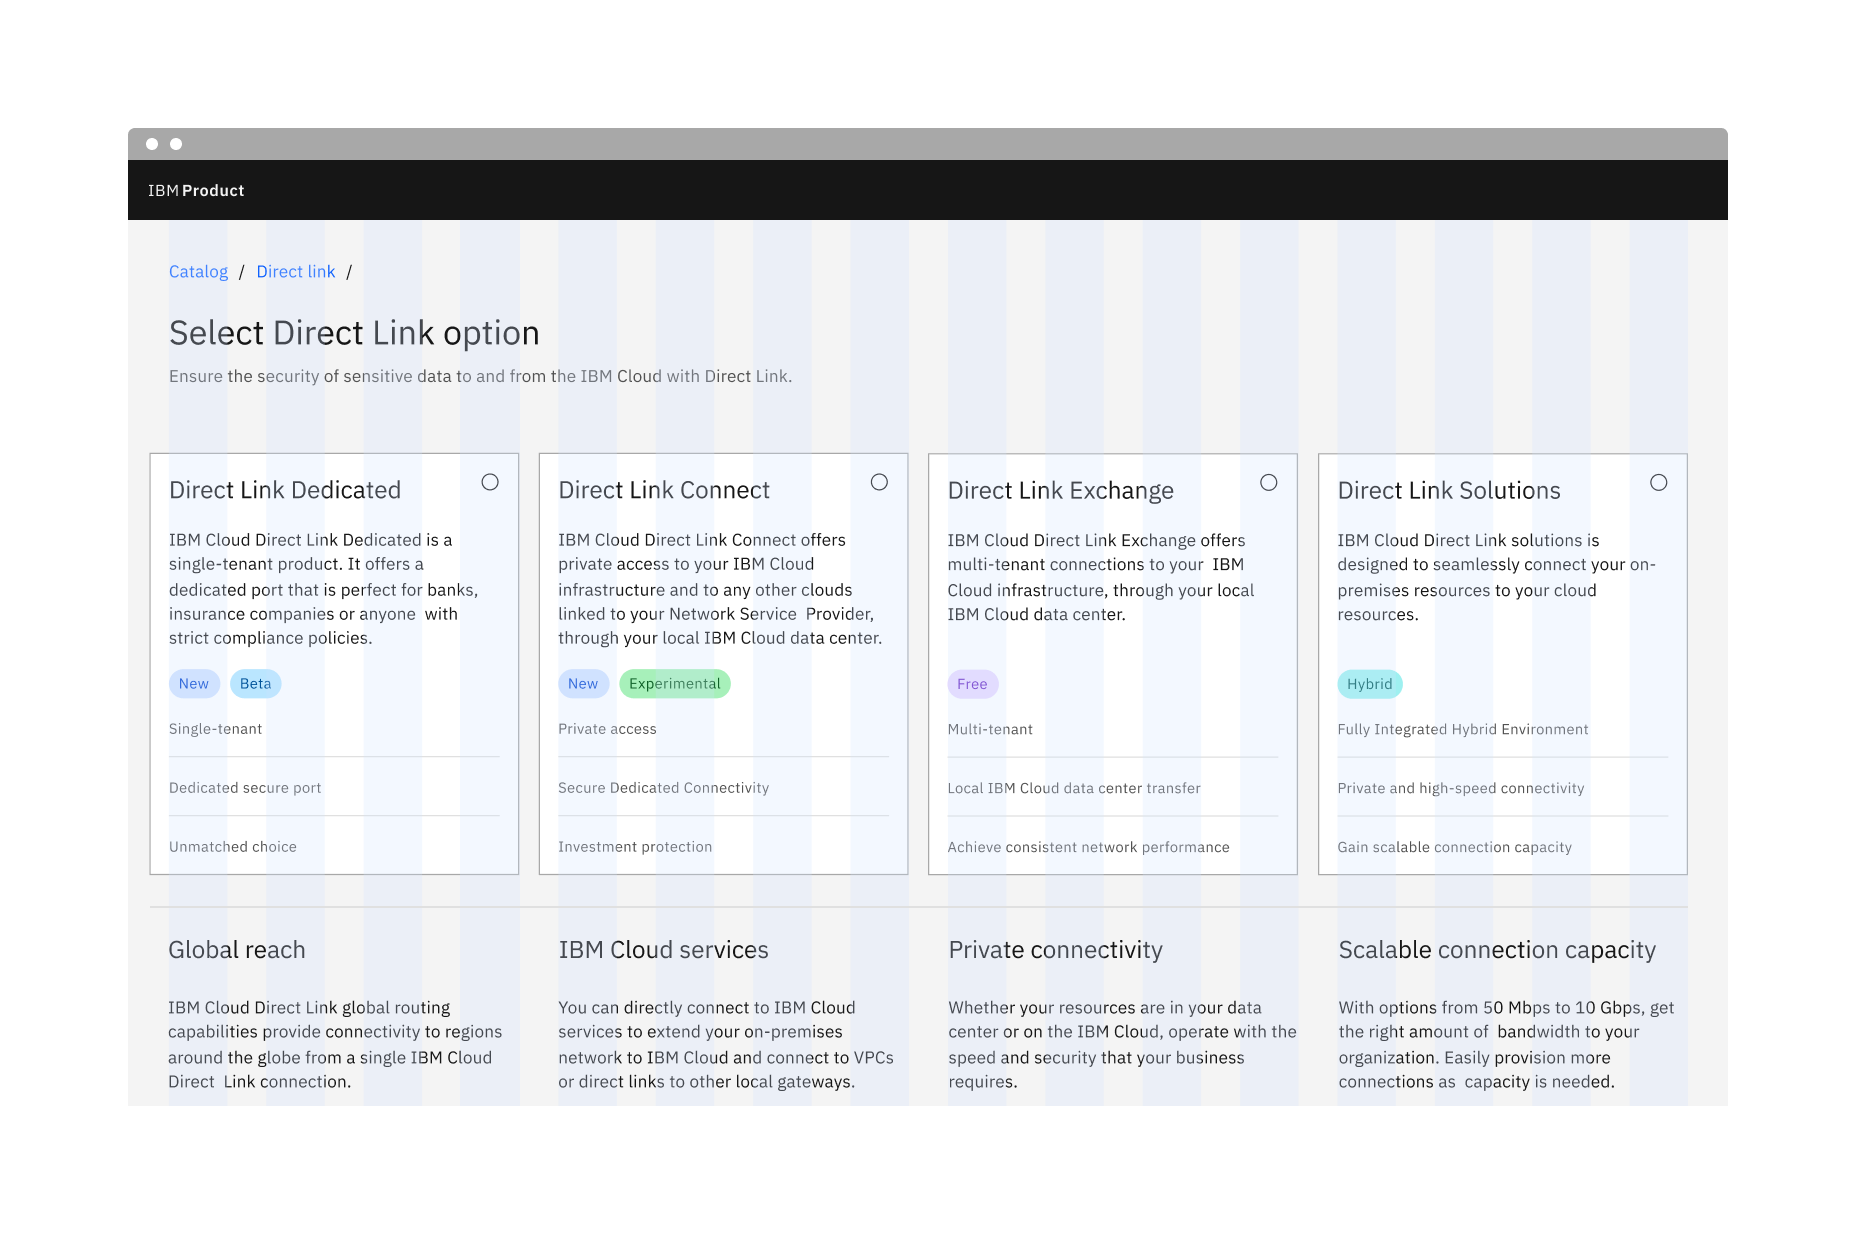 IBM Product
Catalog / Direct link /
Select Direct Link option
Ensure the security of sensitive data to and from the IBM Cloud with Direct Link.
Direct Link Dedicated
IBM Cloud Direct Link Dedicated is a
single-tenant product. It offers a
dedicated port that is perfect for banks,
insurance companies or anyone with
strict compliance policies.
New Beta
Single-tenant
Dedicated secure port
Unmatched choice
Direct Link Connect
IBM Cloud Direct Link Connect offers
private access to your IBM Cloud
infrastructure and to any other clouds
linked to your Network Service Provider,
through your local IBM Cloud data center.
New Experimental
Private access
Secure Dedicated Connectivity
Investment protection
Direct Link Exchange
IBM Cloud Direct Link Exchange offers
multi-tenant connections to your IBM
Cloud infrastructure, through your local
IBM Cloud data center.
Free
Multi-tenant
Local IBM Cloud data center transfer
Achieve consistent network performance
Direct Link Solutions
IBM Cloud Direct Link solutions is
designed to seamlessly connect your on-
premises resources to your cloud
resources.
Hybrid
Fully Integrated Hybrid Environment
Private and high-speed connectivity
Gain scalable connection capacity
Global reach
IBM Cloud Direct Link global routing
capabilities provide connectivity to regions
around the globe from a single IBM Cloud
Direct Link connection.
IBM Cloud services
You can directly connect to IBM Cloud
services to extend your on-premises
network to IBM Cloud and connect to VPCs
or direct links to other local gateways.
Private connectivity
Whether your resources are in your data
center or on the IBM Cloud, operate with the
speed and security that your business
requires.
Scalable connection capacity
With options from 50 Mbps to 10 Gbps, get
the right amount of bandwidth to your
organization. Easily provision more
connections as capacity is needed.